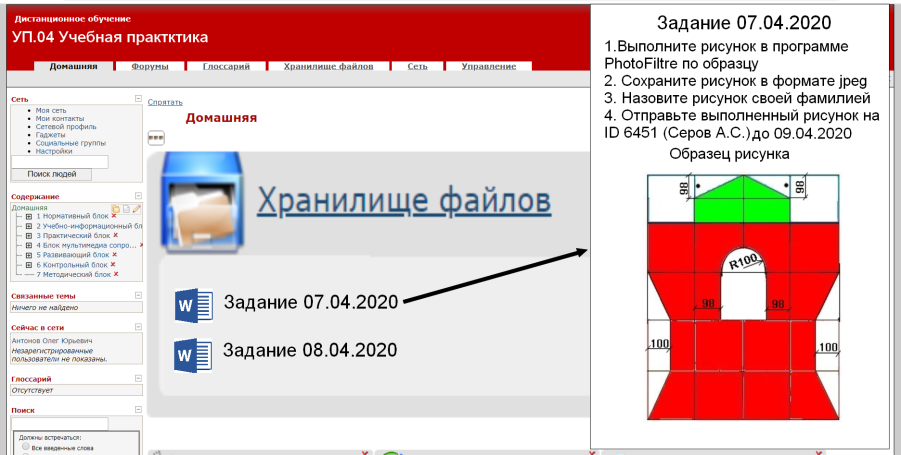 Дистанционное обучение
УП.04 Учебная практктика
Домашняя Форумы Глоссарий Хранилище файлов Сеть Управление
Сеть
Моя сеть
Мои контакты
Сетевой профиль
Гаджеты
Социальные группы
Настройки
Поиск людей
Содержание
Домашняя
1 Нормативный блок
2 Учебно-информационный бл
3 Практический блок
4 Блок мультимедиа сопро...
5 Развивающий блок
6 Контрольный блок
7 Методический блок
Связанные темы
Ничего не найдено
Сейчас в сети
Антонов Олег Юрьевич
Незарегистрированные
пользователи не показаны.
Глоссарий
Отсутствует
Поиск
Должны встречаться:
Все введенные слова
Спрятать
Домашняя
Хранилище файлов
W Задание 07.04.2020
W Задание 08.04.2020
Задание 07.04.2020
1.Выполните рисунок в программе
PhotoFiltre по образцу
2. Сохраните рисунок в формате jpeg
3. Назовите рисунок своей фамилией
4. Отправьте выполненный рисунок на
ID 6451 (Серов А.С.)до 09.04.2020
Образец рисунка
98 98
R100
98 98
100 100